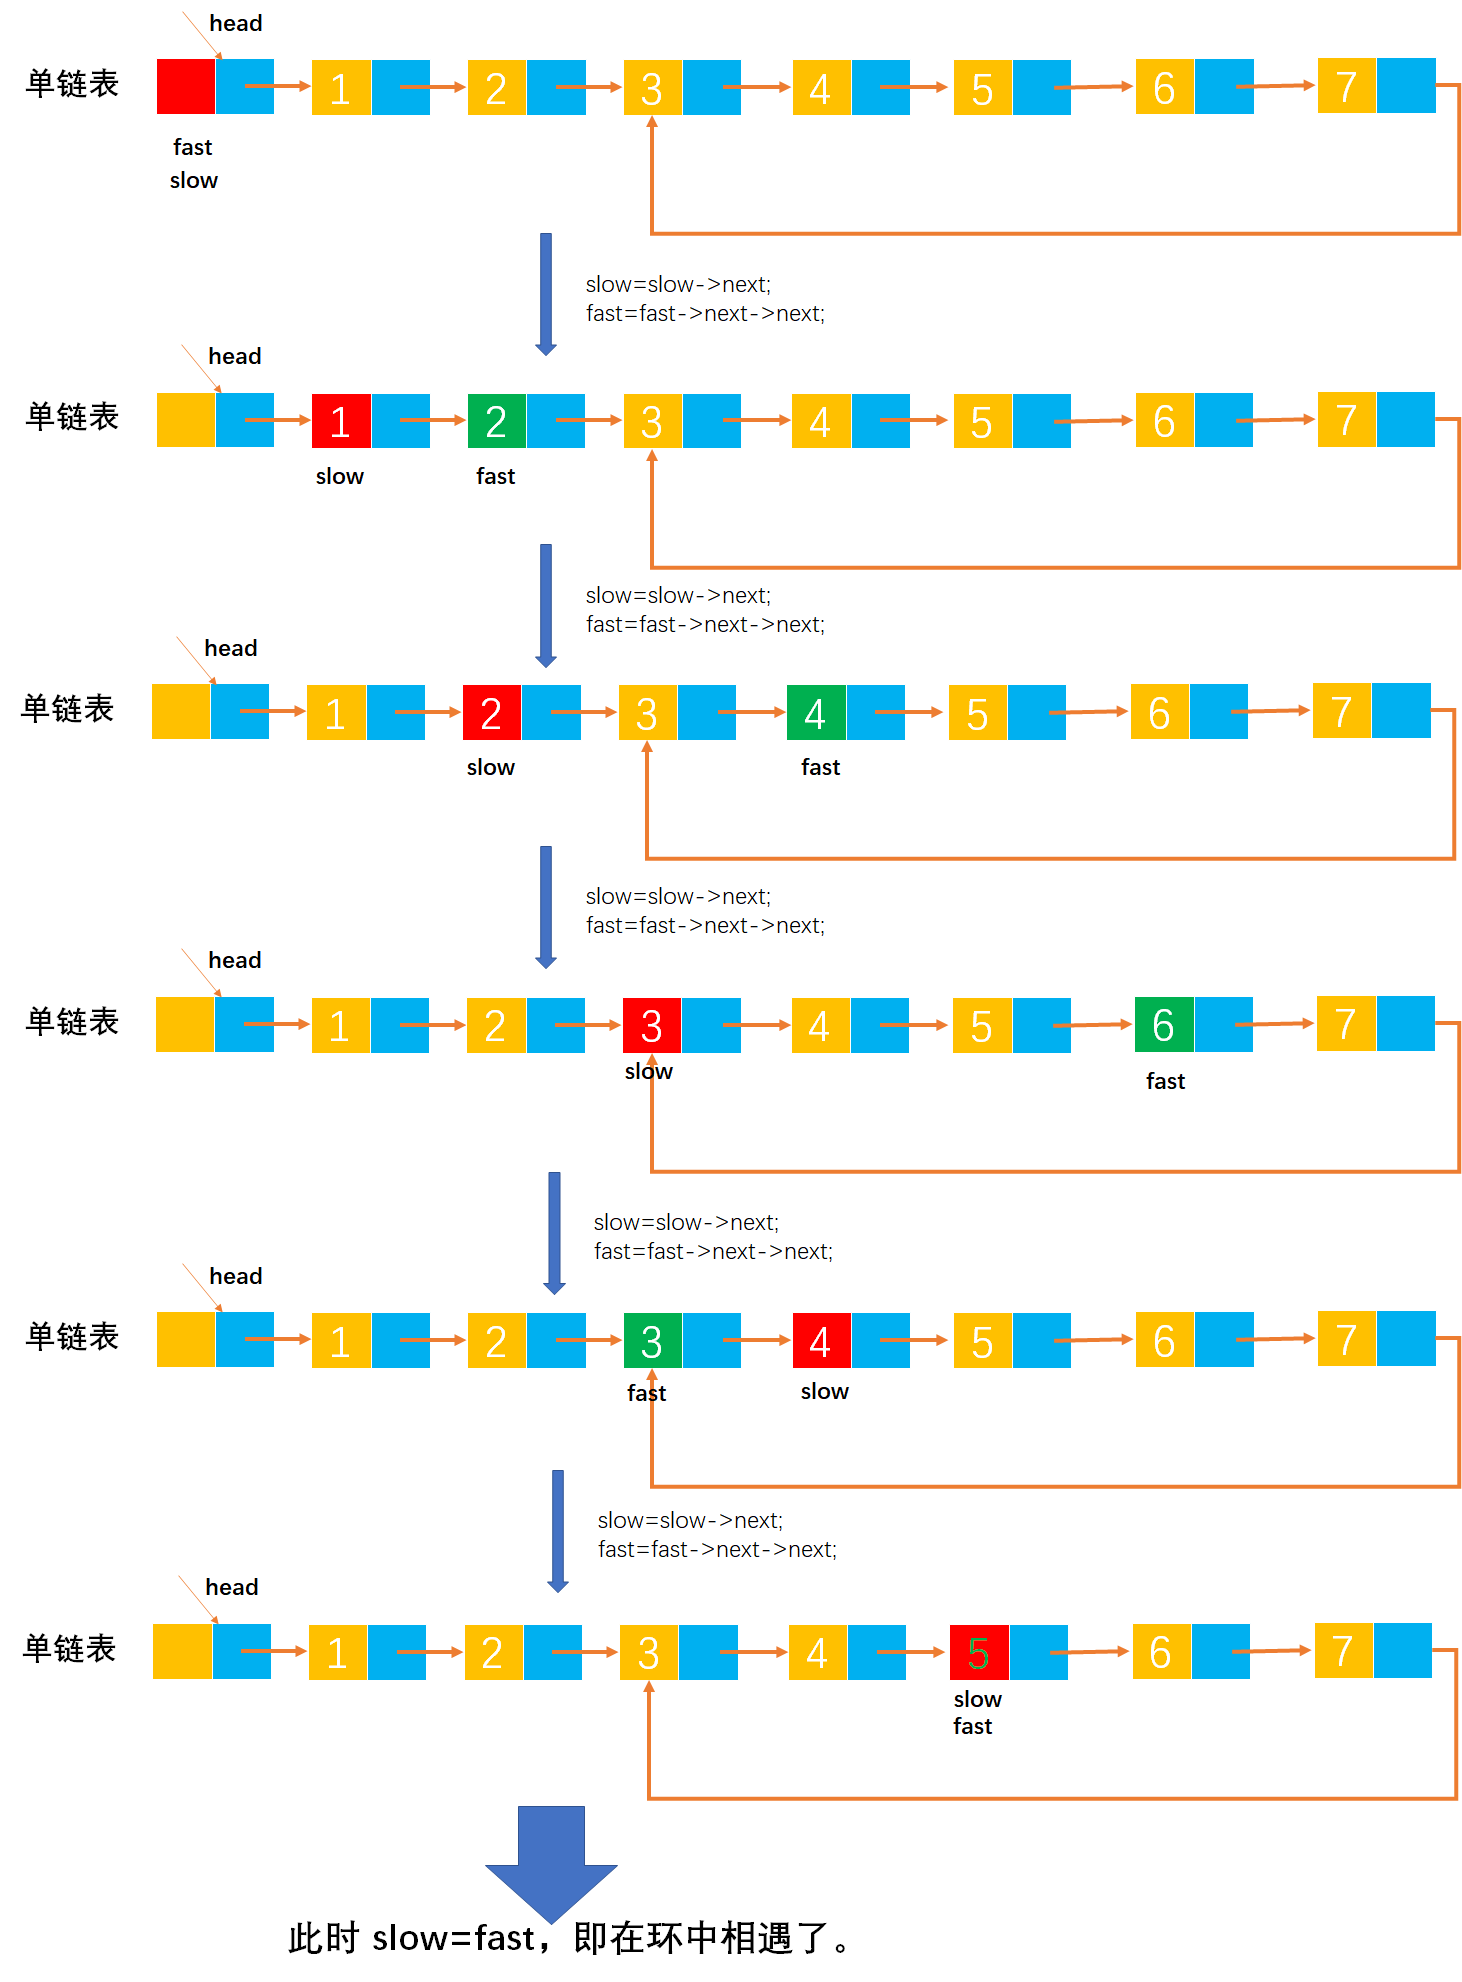 head
单链表 1 2 3 4 5 6 7
fast
slow
slow=slow->next;
fast=fast->next->next;
head
单链表 1 2 3 4 5 6 7
slow fast
slow=slow->next;
fast=fast->next->next;
head
单链表 1 2 3 4 5 6 7
slow fast
slow=slow->next;
fast=fast->next->next;
head
单链表 1 2 3 4 5 6 7
slow fast
slow=slow->next;
fast=fast->next->next;
head
单链表 1 2 3 4 5 6 7
fast slow
slow=slow->next;
fast=fast->next->next;
head
单链表 1 2 3 4 5 6 7
slow
fast
此时 slow=fast，即在环中相遇了。